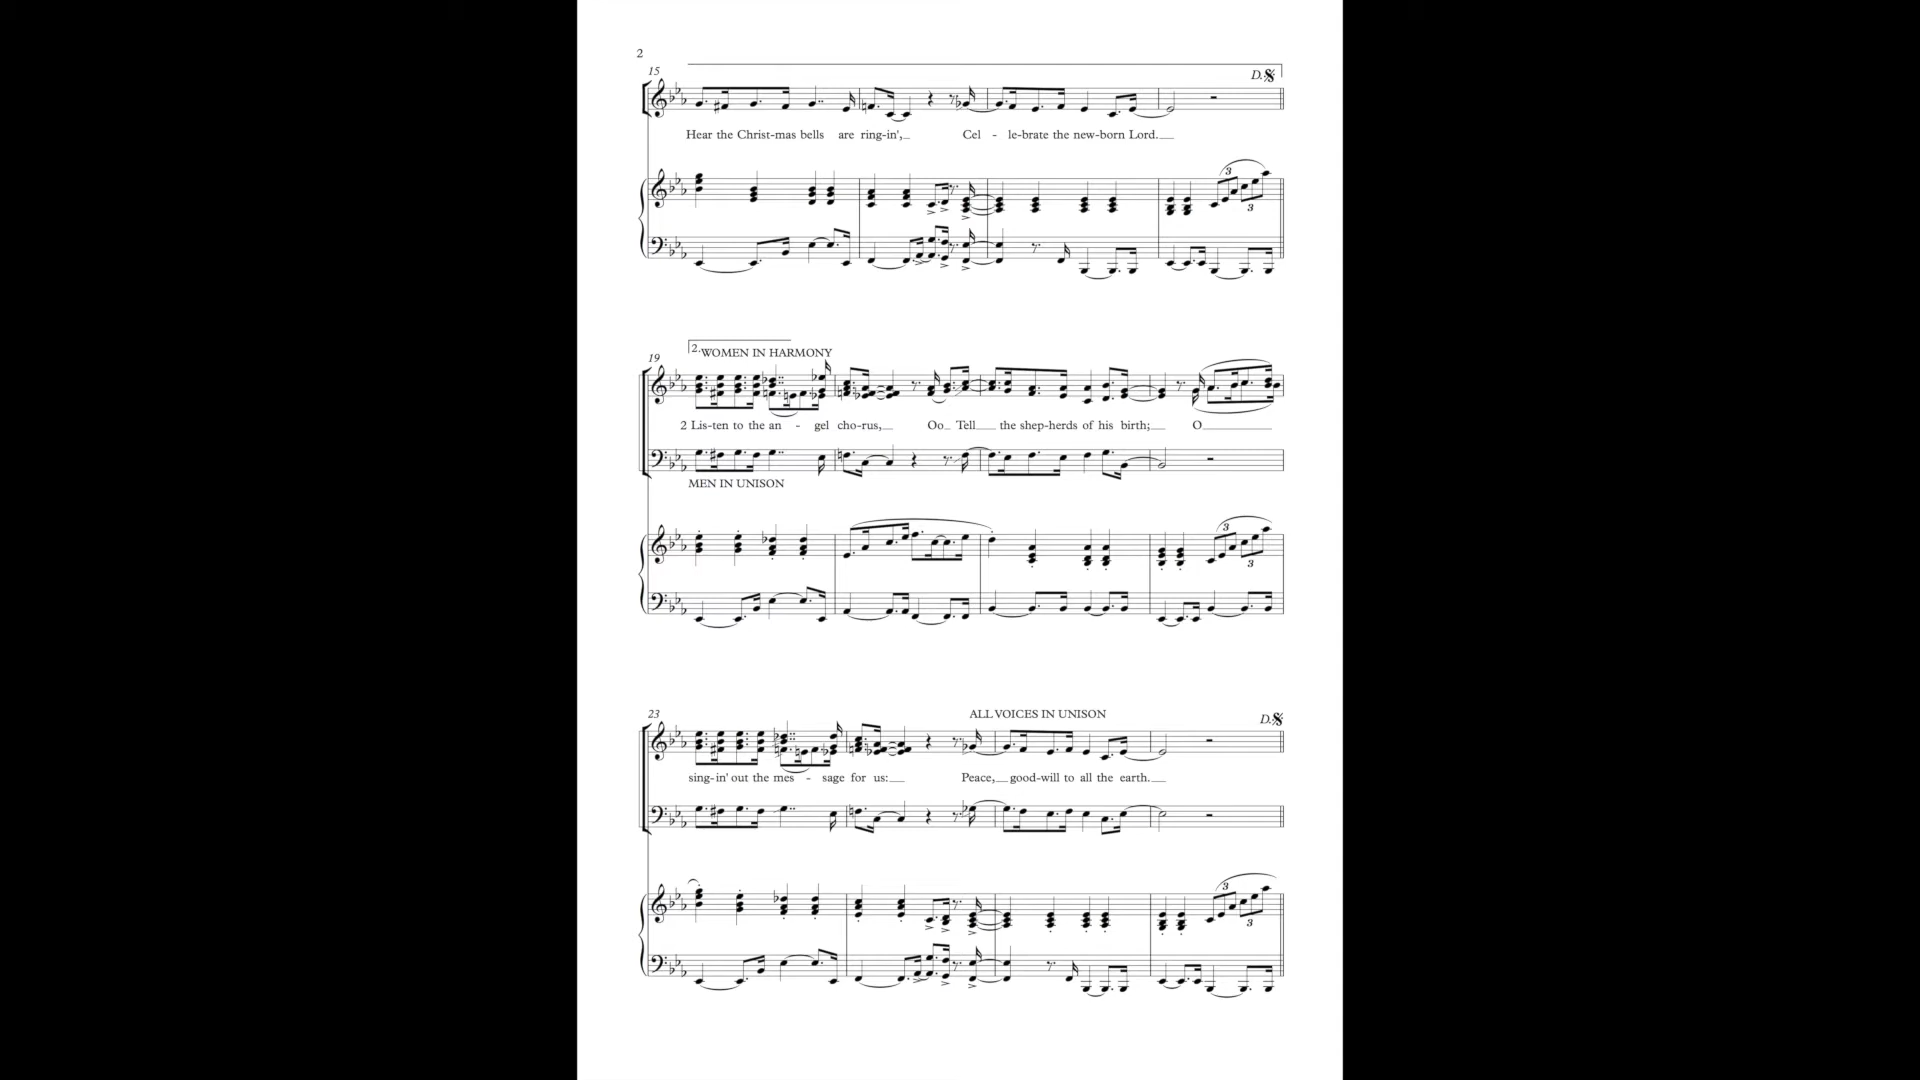 2
15
D.𝄋
Hear the Christ-mas bells are ring-in', Cel - le-brate the new-born Lord.
3
3
19
2. WOMEN IN HARMONY
2 Lis-ten to the an - gel cho-rus, Oo Tell the shep-herds of his birth; O
MEN IN UNISON
3
3
23
ALL VOICES IN UNISON
D.𝄋
sing-in' out the mes - sage for us: Peace, good-will to all the earth.
3
3